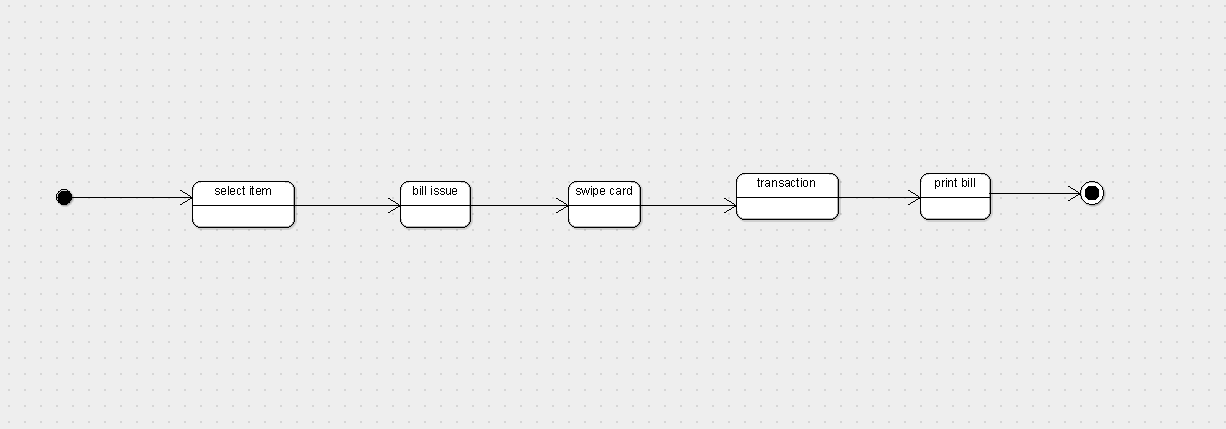 select item
bill issue
swipe card
transaction
print bill